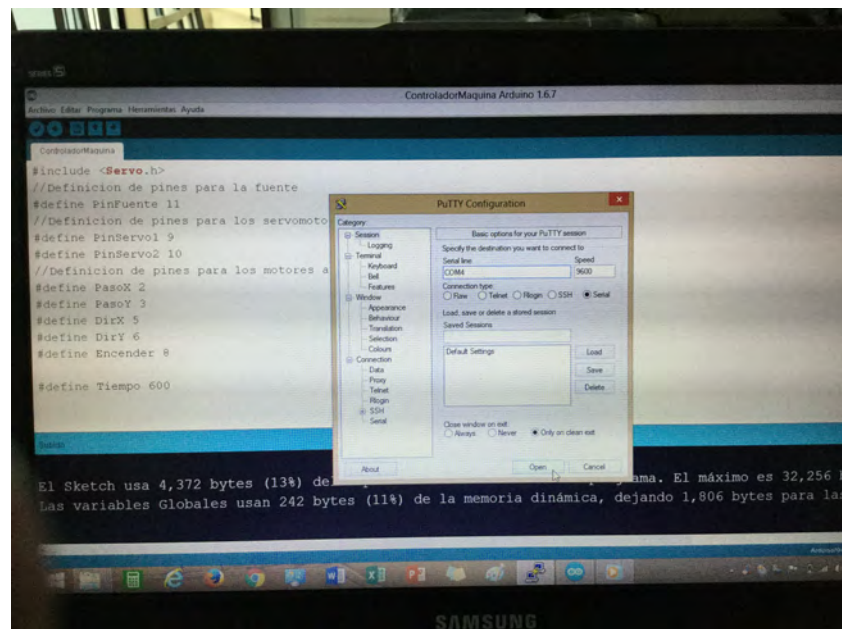 SERIES 5
ControladorMaquina Arduino 1.6.7
Archivo Editar Programa Herramientas Ayuda
ControladorMaquina
#include <Servo.h>
//Definicion de pines para la fuente
#define PinFuente 11
//Definicion de pines para los servomoto
#define PinServo1 9
#define PinServo2 10
//Definicion de pines para los motores a
#define PasoX 2
#define PasoY 3
#define DirX 5
#define DirY 6
#define Encender 8
#define Tiempo 600
PuTTY Configuration
Category:
Session
Logging
Terminal
Keyboard
Bell
Features
Window
Appearance
Behaviour
Translation
Selection
Colours
Connection
Data
Proxy
Telnet
Rlogin
SSH
Serial
Basic options for your PuTTY session
Specify the destination you want to connect to
Serial line
Speed
COM4
9600
Connection type:
Raw Telnet Rlogin SSH Serial
Load, save or delete a stored session
Saved Sessions
Default Settings
Load
Save
Delete
Close window on exit:
Always Never Only on clean exit
About
Open
Cancel
El Sketch usa 4,372 bytes (13%) de ama. El máximo es 32,256
Las variables Globales usan 242 bytes (11%) de la memoria dinámica, dejando 1,806 bytes para las
SAMSUNG